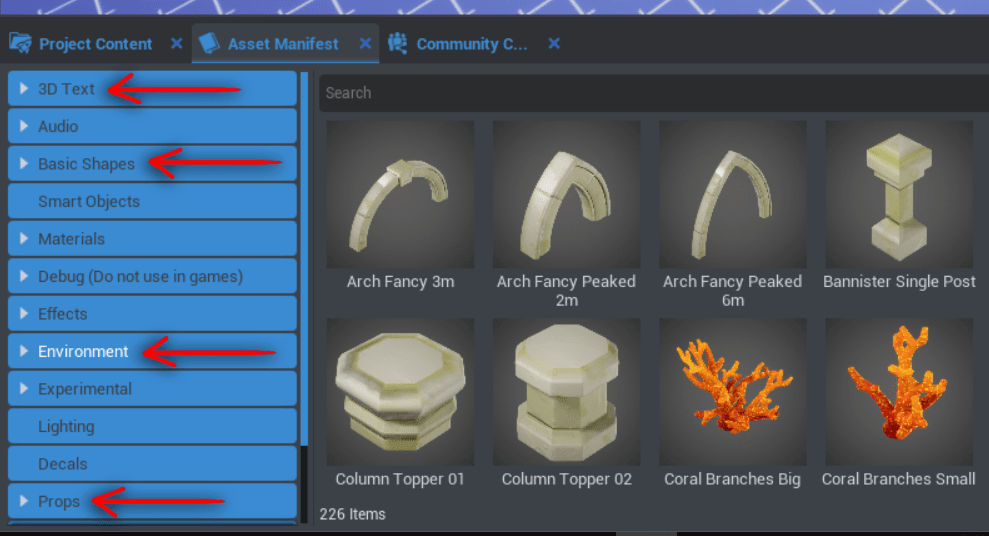 Project Content
Asset Manifest
Community C...
3D Text
Audio
Basic Shapes
Smart Objects
Materials
Debug (Do not use in games)
Effects
Environment
Experimental
Lighting
Decals
Props
Search
Arch Fancy 3m
Arch Fancy Peaked
2m
Arch Fancy Peaked
6m
Bannister Single Post
Column Topper 01
Column Topper 02
Coral Branches Big
Coral Branches Small
226 Items